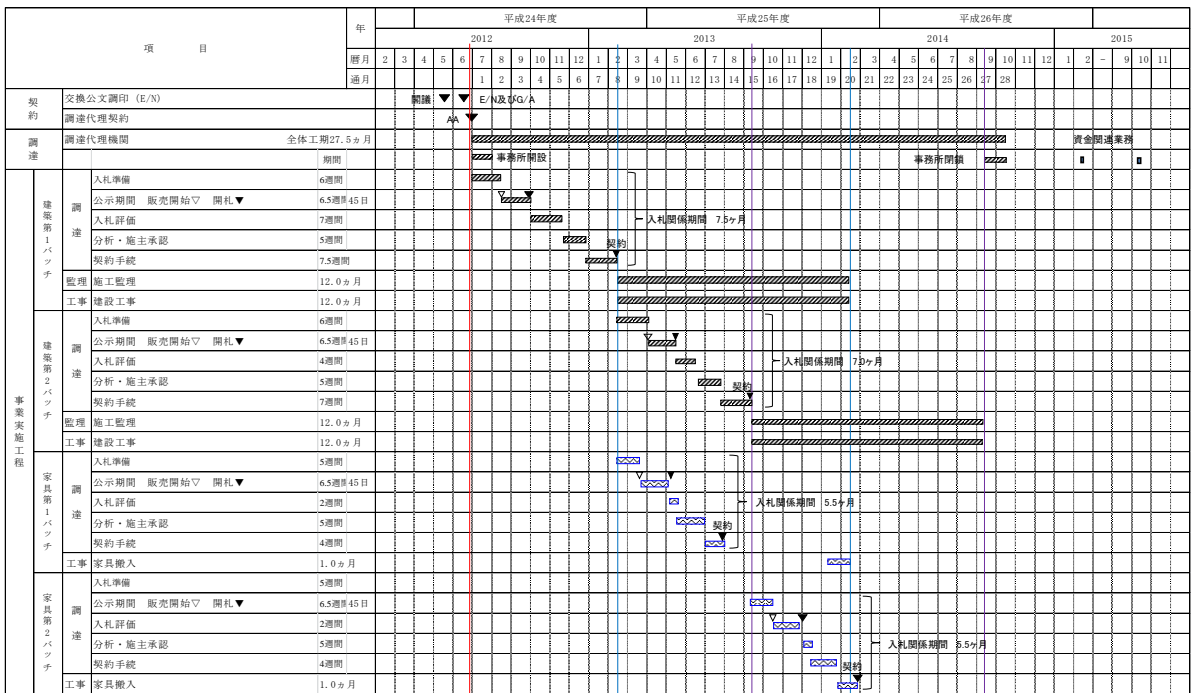 項　目　年　平成24年度　平成25年度　平成26年度
2012　2013　2014　2015
暦月　2 3 4 5 6 7 8 9 10 11 12 1 2 3 4 5 6 7 8 9 10 11 12 1 2 3 4 5 6 7 8 9 10 11 12 1 2 － 9 10 11
通月　1 2 3 4 5 6 7 8 9 10 11 12 13 14 15 16 17 18 19 20 21 22 23 24 25 26 27 28
契約　交換公文調印 (E/N)　閣議▼　▼E/N及びG/A
調達代理契約　AA▼
調達　調達代理機関　全体工期27.5ヵ月　資金関連業務
期間　事務所開設　事務所閉鎖
事業実施工程
建築第1バッチ　調達　入札準備　6週間
公示期間　販売開始▽　開札▼　6.5週間 45日　▽　▼
入札評価　7週間　入札関係期間　7.5ヶ月
分析・施主承認　5週間
契約手続　7.5週間　契約▼
監理　施工監理　12.0ヵ月
工事　建設工事　12.0ヵ月
建築第2バッチ　調達　入札準備　6週間
公示期間　販売開始▽　開札▼　6.5週間 45日　▽　▼
入札評価　4週間　入札関係期間　7.0ヶ月
分析・施主承認　5週間
契約手続　7週間　契約▼
監理　施工監理　12.0ヵ月
工事　建設工事　12.0ヵ月
家具第1バッチ　調達　入札準備　5週間
公示期間　販売開始▽　開札▼　6.5週間 45日　▽　▼
入札評価　2週間　入札関係期間　5.5ヶ月
分析・施主承認　5週間
契約手続　4週間　契約▼
工事　家具搬入　1.0ヵ月
家具第2バッチ　調達　入札準備　5週間
公示期間　販売開始▽　開札▼　6.5週間 45日
入札評価　2週間　▽　▼
分析・施主承認　5週間　入札関係期間　5.5ヶ月
契約手続　4週間　契約
工事　家具搬入　1.0ヵ月　▼